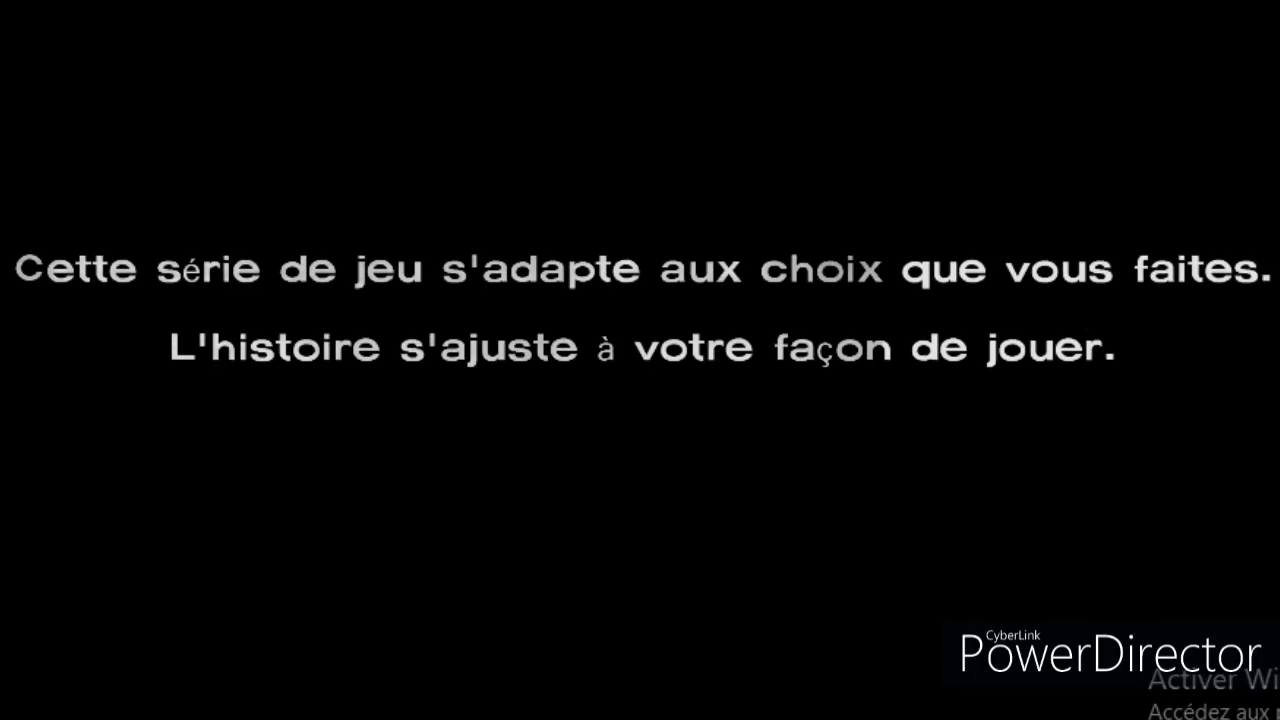 Cette série de jeu s'adapte aux choix que vous faites.
L'histoire s'ajuste à votre façon de jouer.
CyberLink
PowerDirector
Activer Wi
Accédez aux